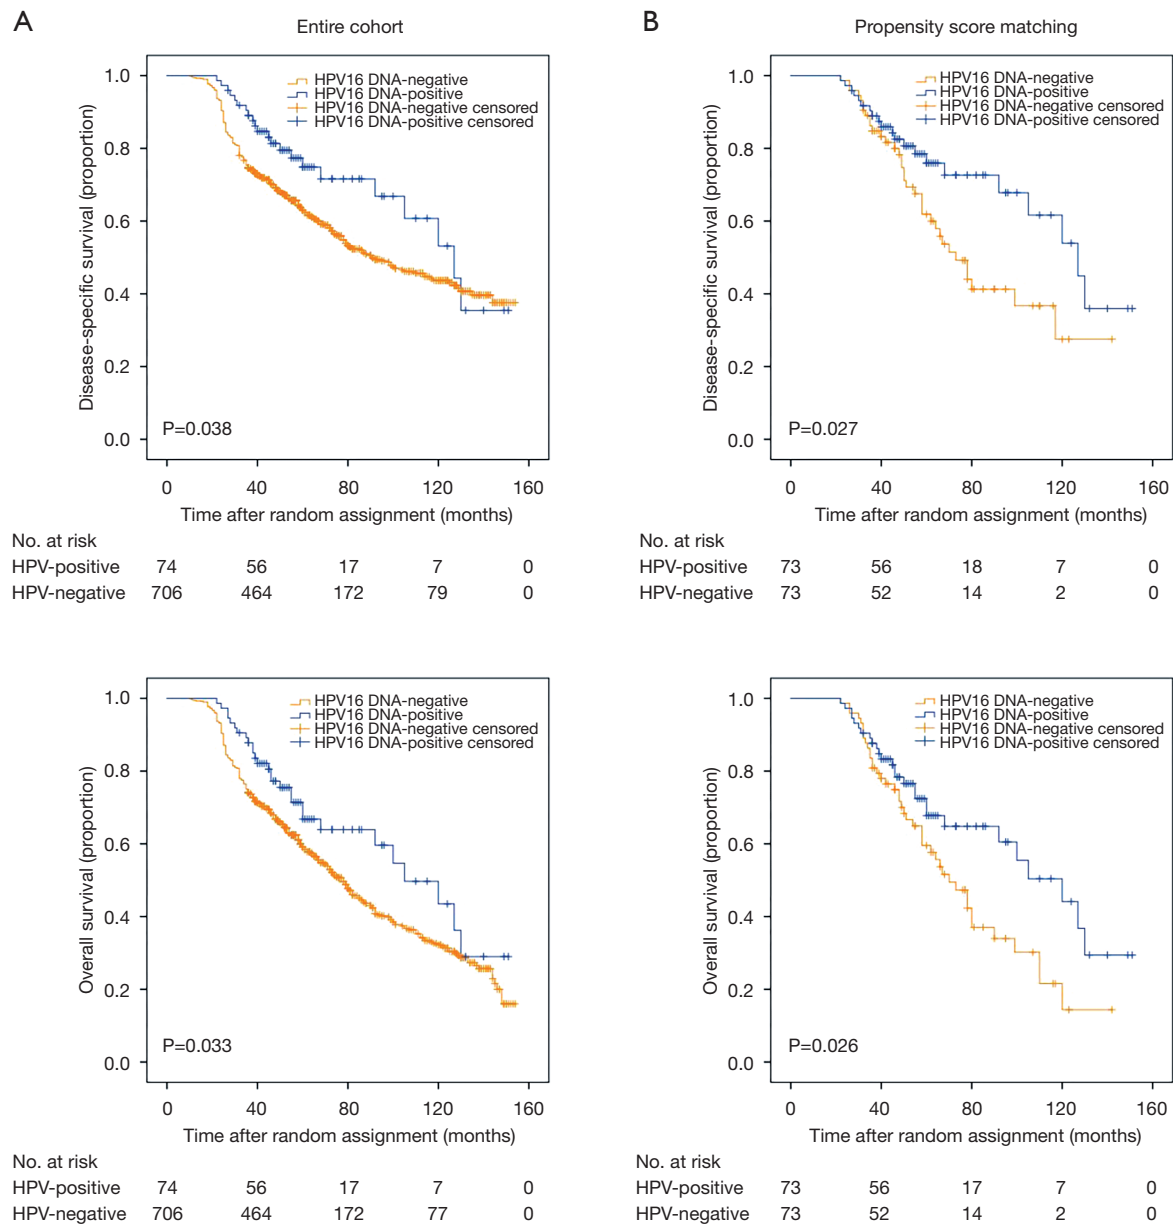 A
Entire cohort
1.0
0.8
0.6
0.4
0.2
0.0
Disease-specific survival (proportion)
HPV16 DNA-negative
HPV16 DNA-positive
HPV16 DNA-negative censored
HPV16 DNA-positive censored
P=0.038
0 40 80 120 160
Time after random assignment (months)
No. at risk
HPV-positive 74 56 17 7 0
HPV-negative 706 464 172 79 0
1.0
0.8
0.6
0.4
0.2
0.0
Overall survival (proportion)
HPV16 DNA-negative
HPV16 DNA-positive
HPV16 DNA-negative censored
HPV16 DNA-positive censored
P=0.033
0 40 80 120 160
Time after random assignment (months)
No. at risk
HPV-positive 74 56 17 7 0
HPV-negative 706 464 172 77 0
B
Propensity score matching
1.0
0.8
0.6
0.4
0.2
0.0
Disease-specific survival (proportion)
HPV16 DNA-negative
HPV16 DNA-positive
HPV16 DNA-negative censored
HPV16 DNA-positive censored
P=0.027
0 40 80 120 160
Time after random assignment (months)
No. at risk
HPV-positive 73 56 18 7 0
HPV-negative 73 52 14 2 0
1.0
0.8
0.6
0.4
0.2
0.0
Overall survival (proportion)
HPV16 DNA-negative
HPV16 DNA-positive
HPV16 DNA-negative censored
HPV16 DNA-positive censored
P=0.026
0 40 80 120 160
Time after random assignment (months)
No. at risk
HPV-positive 73 56 17 7 0
HPV-negative 73 52 14 2 0